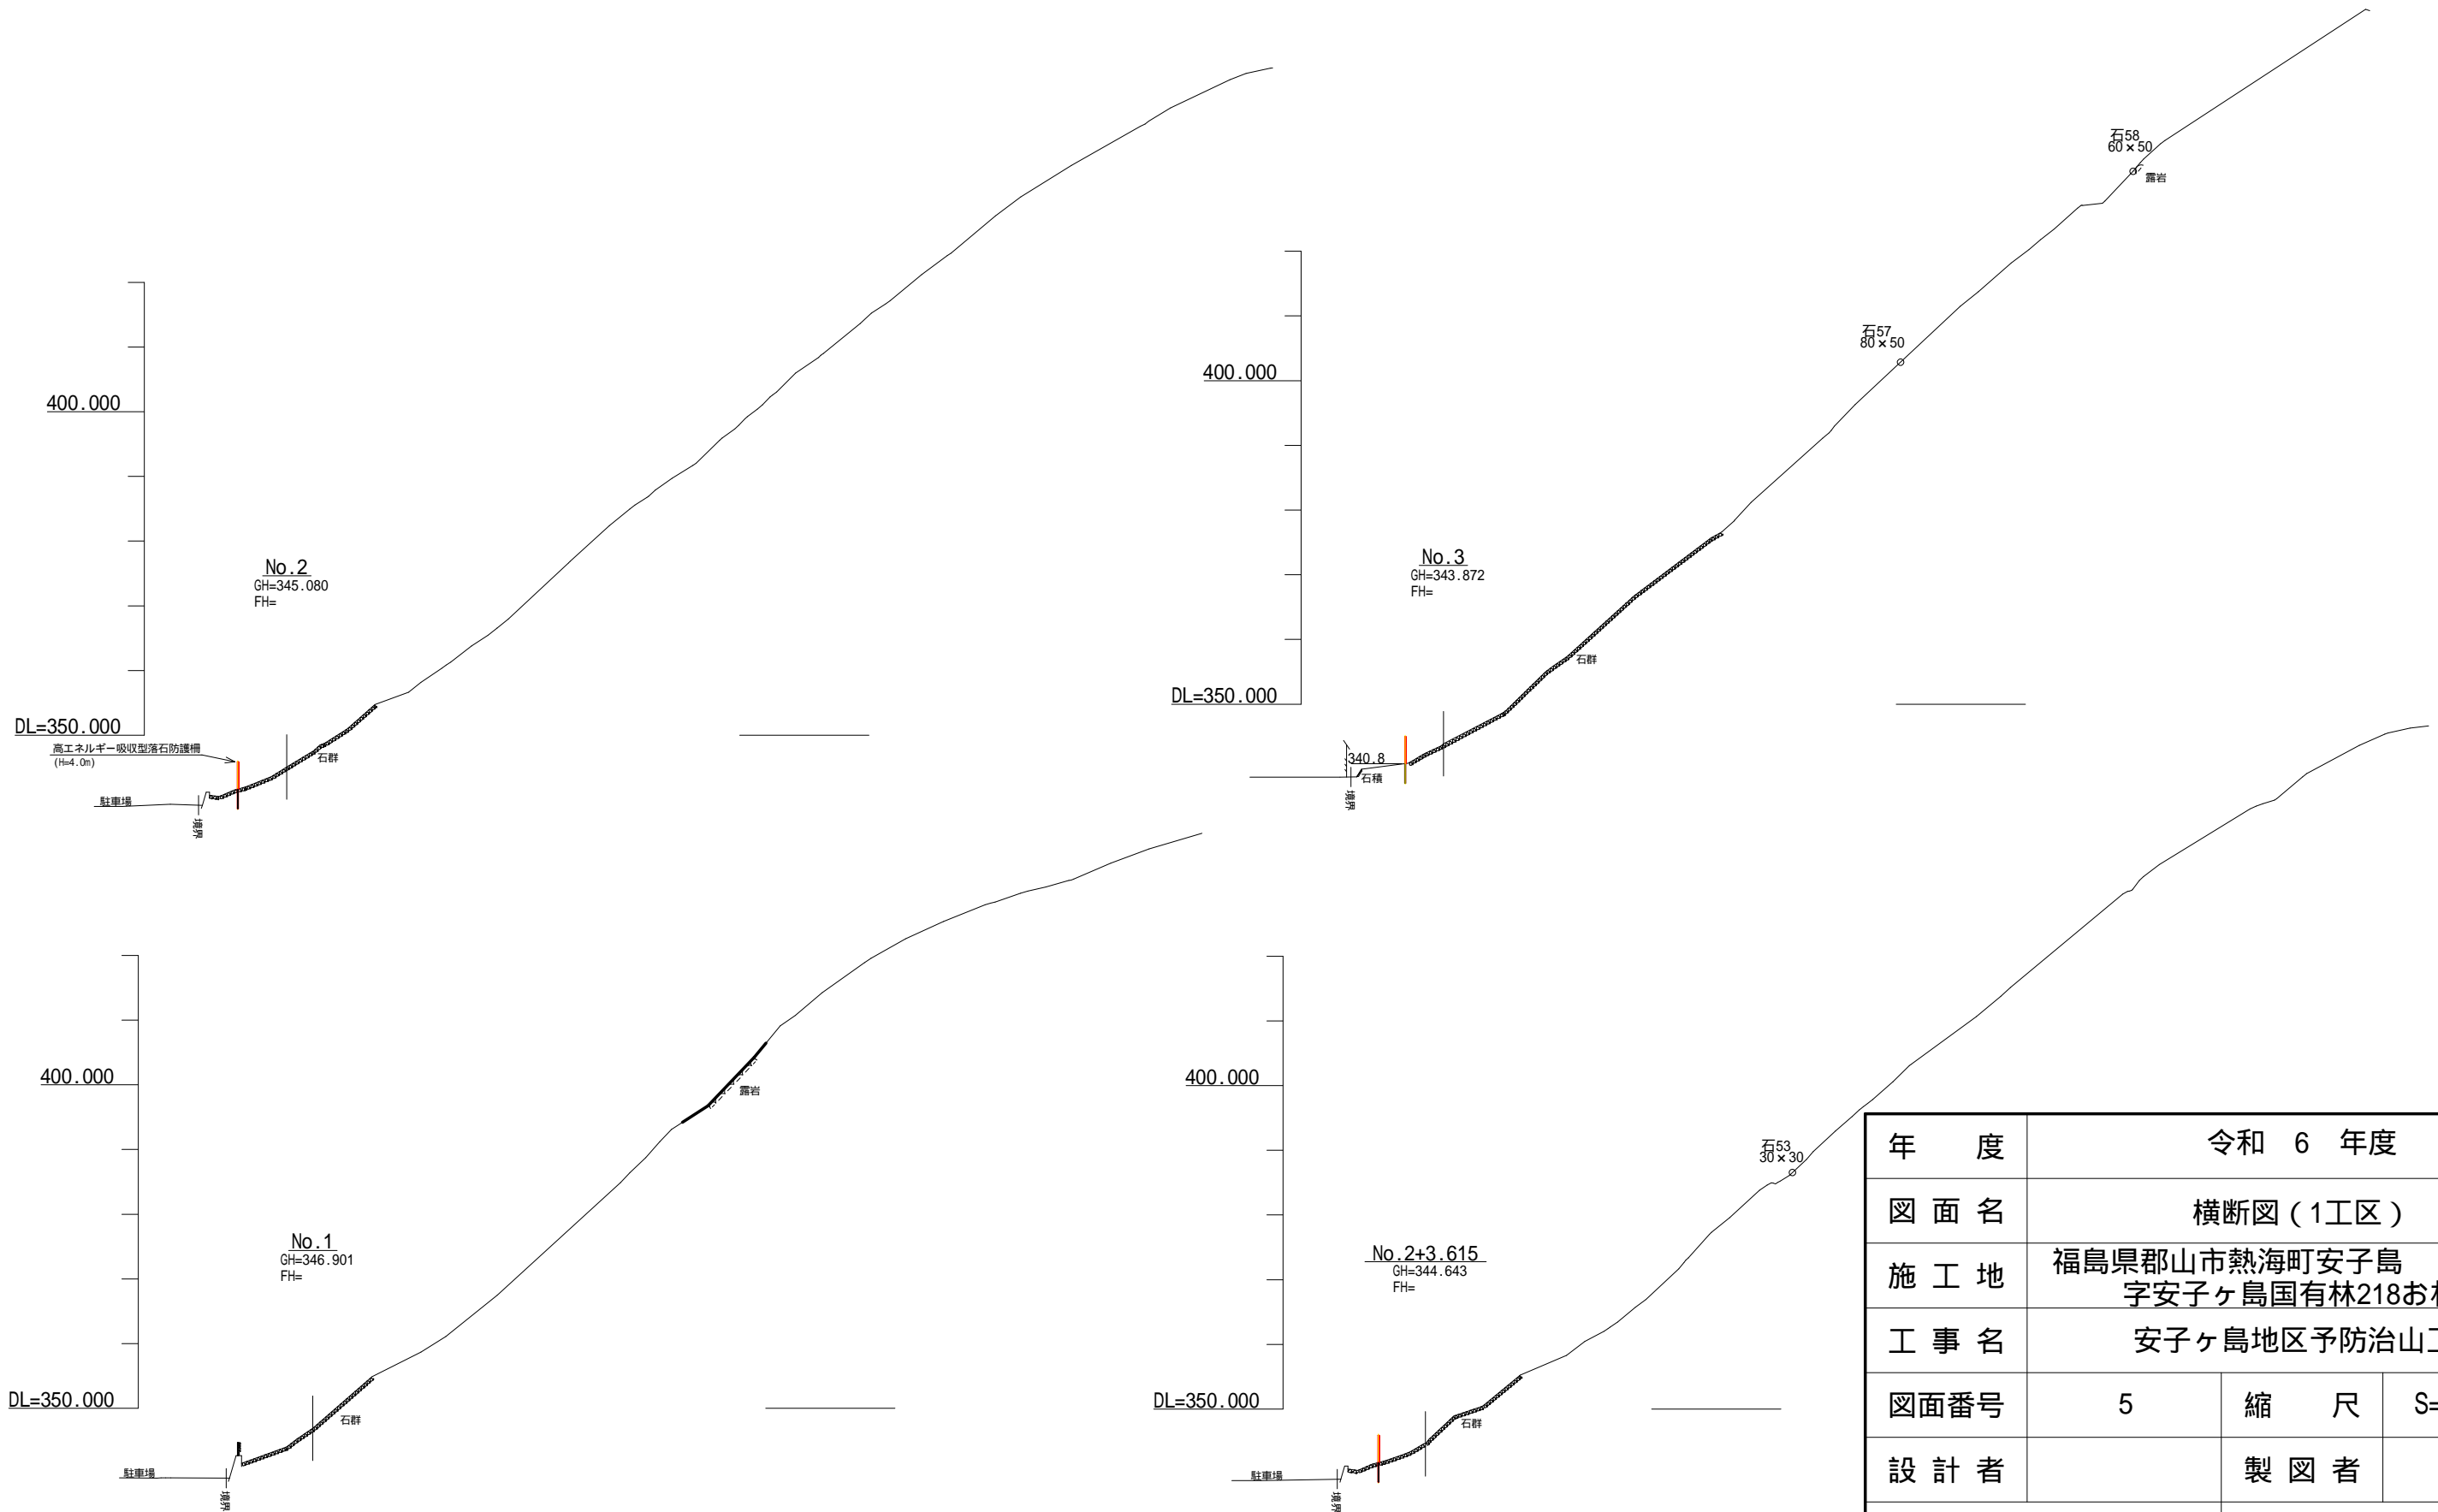 400.000
No.2
GH=345.080
FH=
DL=350.000
高エネルギー吸収型落石防護柵
(H=4.0m)
石群
駐車場
境界
石58
60×50
露岩
石57
80×50
400.000
No.3
GH=343.872
FH=
石群
DL=350.000
340.8
石積
境界
400.000
露岩
No.1
GH=346.901
FH=
DL=350.000
石群
駐車場
境界
400.000
石53
30×30
No.2+3.615
GH=344.643
FH=
DL=350.000
石群
駐車場
境界
年 度 令和 6 年度
図 面 名 横断図(1工区)
施 工 地 福島県郡山市熱海町安子島
字安子ヶ島国有林218お
工 事 名 安子ヶ島地区予防治山
図面番号 5 縮 尺 S=
設 計 者 製 図 者